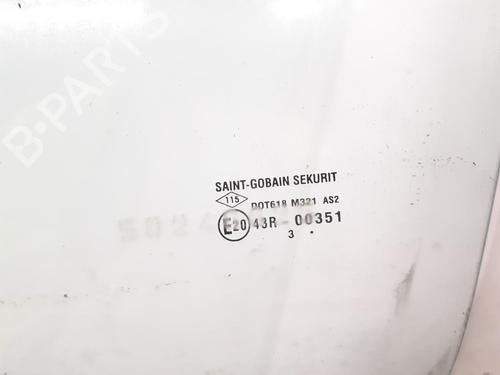 B-PARTS
SAINT-GOBAIN SEKURIT
115 DOT618 M321 AS2
E20 43R - 00351
3 .